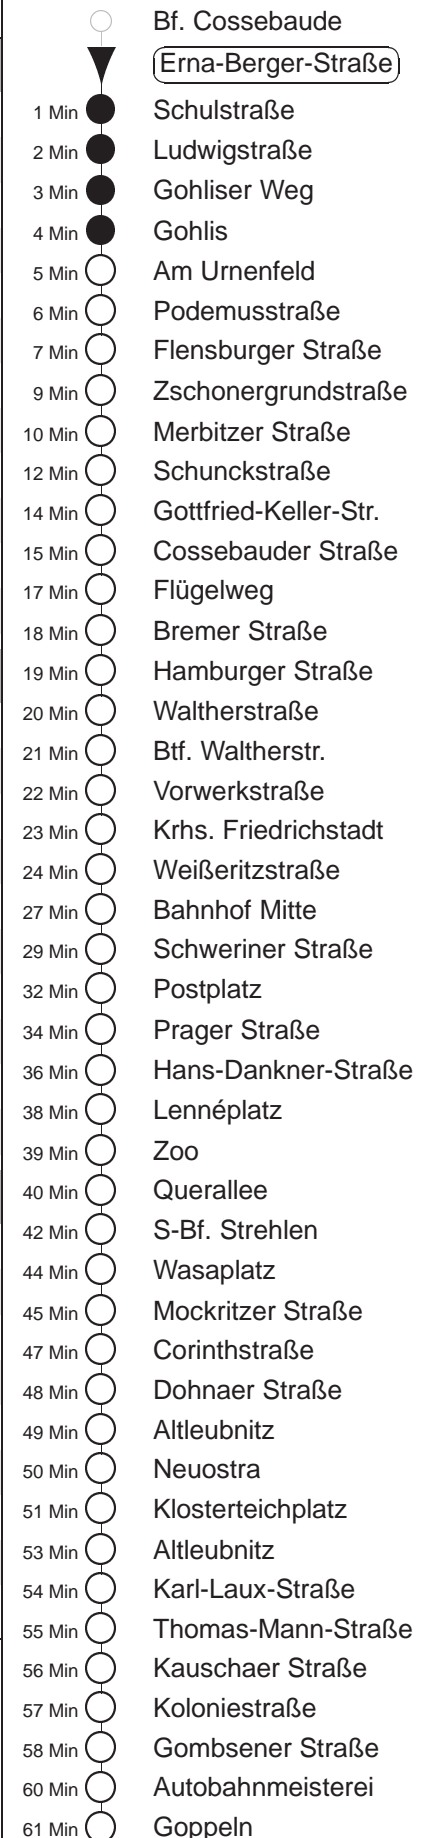 Bf. Cossebaude
Erna-Berger-Straße
1 Min Schulstraße
2 Min Ludwigstraße
3 Min Gohliser Weg
4 Min Gohlis
5 Min Am Urnenfeld
6 Min Podemusstraße
7 Min Flensburger Straße
9 Min Zschonergrundstraße
10 Min Merbitzer Straße
12 Min Schunckstraße
14 Min Gottfried-Keller-Str.
15 Min Cossebauder Straße
17 Min Flügelweg
18 Min Bremer Straße
19 Min Hamburger Straße
20 Min Waltherstraße
21 Min Btf. Waltherstr.
22 Min Vorwerkstraße
23 Min Krhs. Friedrichstadt
24 Min Weißeritzstraße
27 Min Bahnhof Mitte
29 Min Schweriner Straße
32 Min Postplatz
34 Min Prager Straße
36 Min Hans-Dankner-Straße
38 Min Lennéplatz
39 Min Zoo
40 Min Querallee
42 Min S-Bf. Strehlen
44 Min Wasaplatz
45 Min Mockritzer Straße
47 Min Corinthstraße
48 Min Dohnaer Straße
49 Min Altleubnitz
50 Min Neuostra
51 Min Klosterteichplatz
53 Min Altleubnitz
54 Min Karl-Laux-Straße
55 Min Thomas-Mann-Straße
56 Min Kauschaer Straße
57 Min Koloniestraße
58 Min Gombsener Straße
60 Min Autobahnmeisterei
61 Min Goppeln